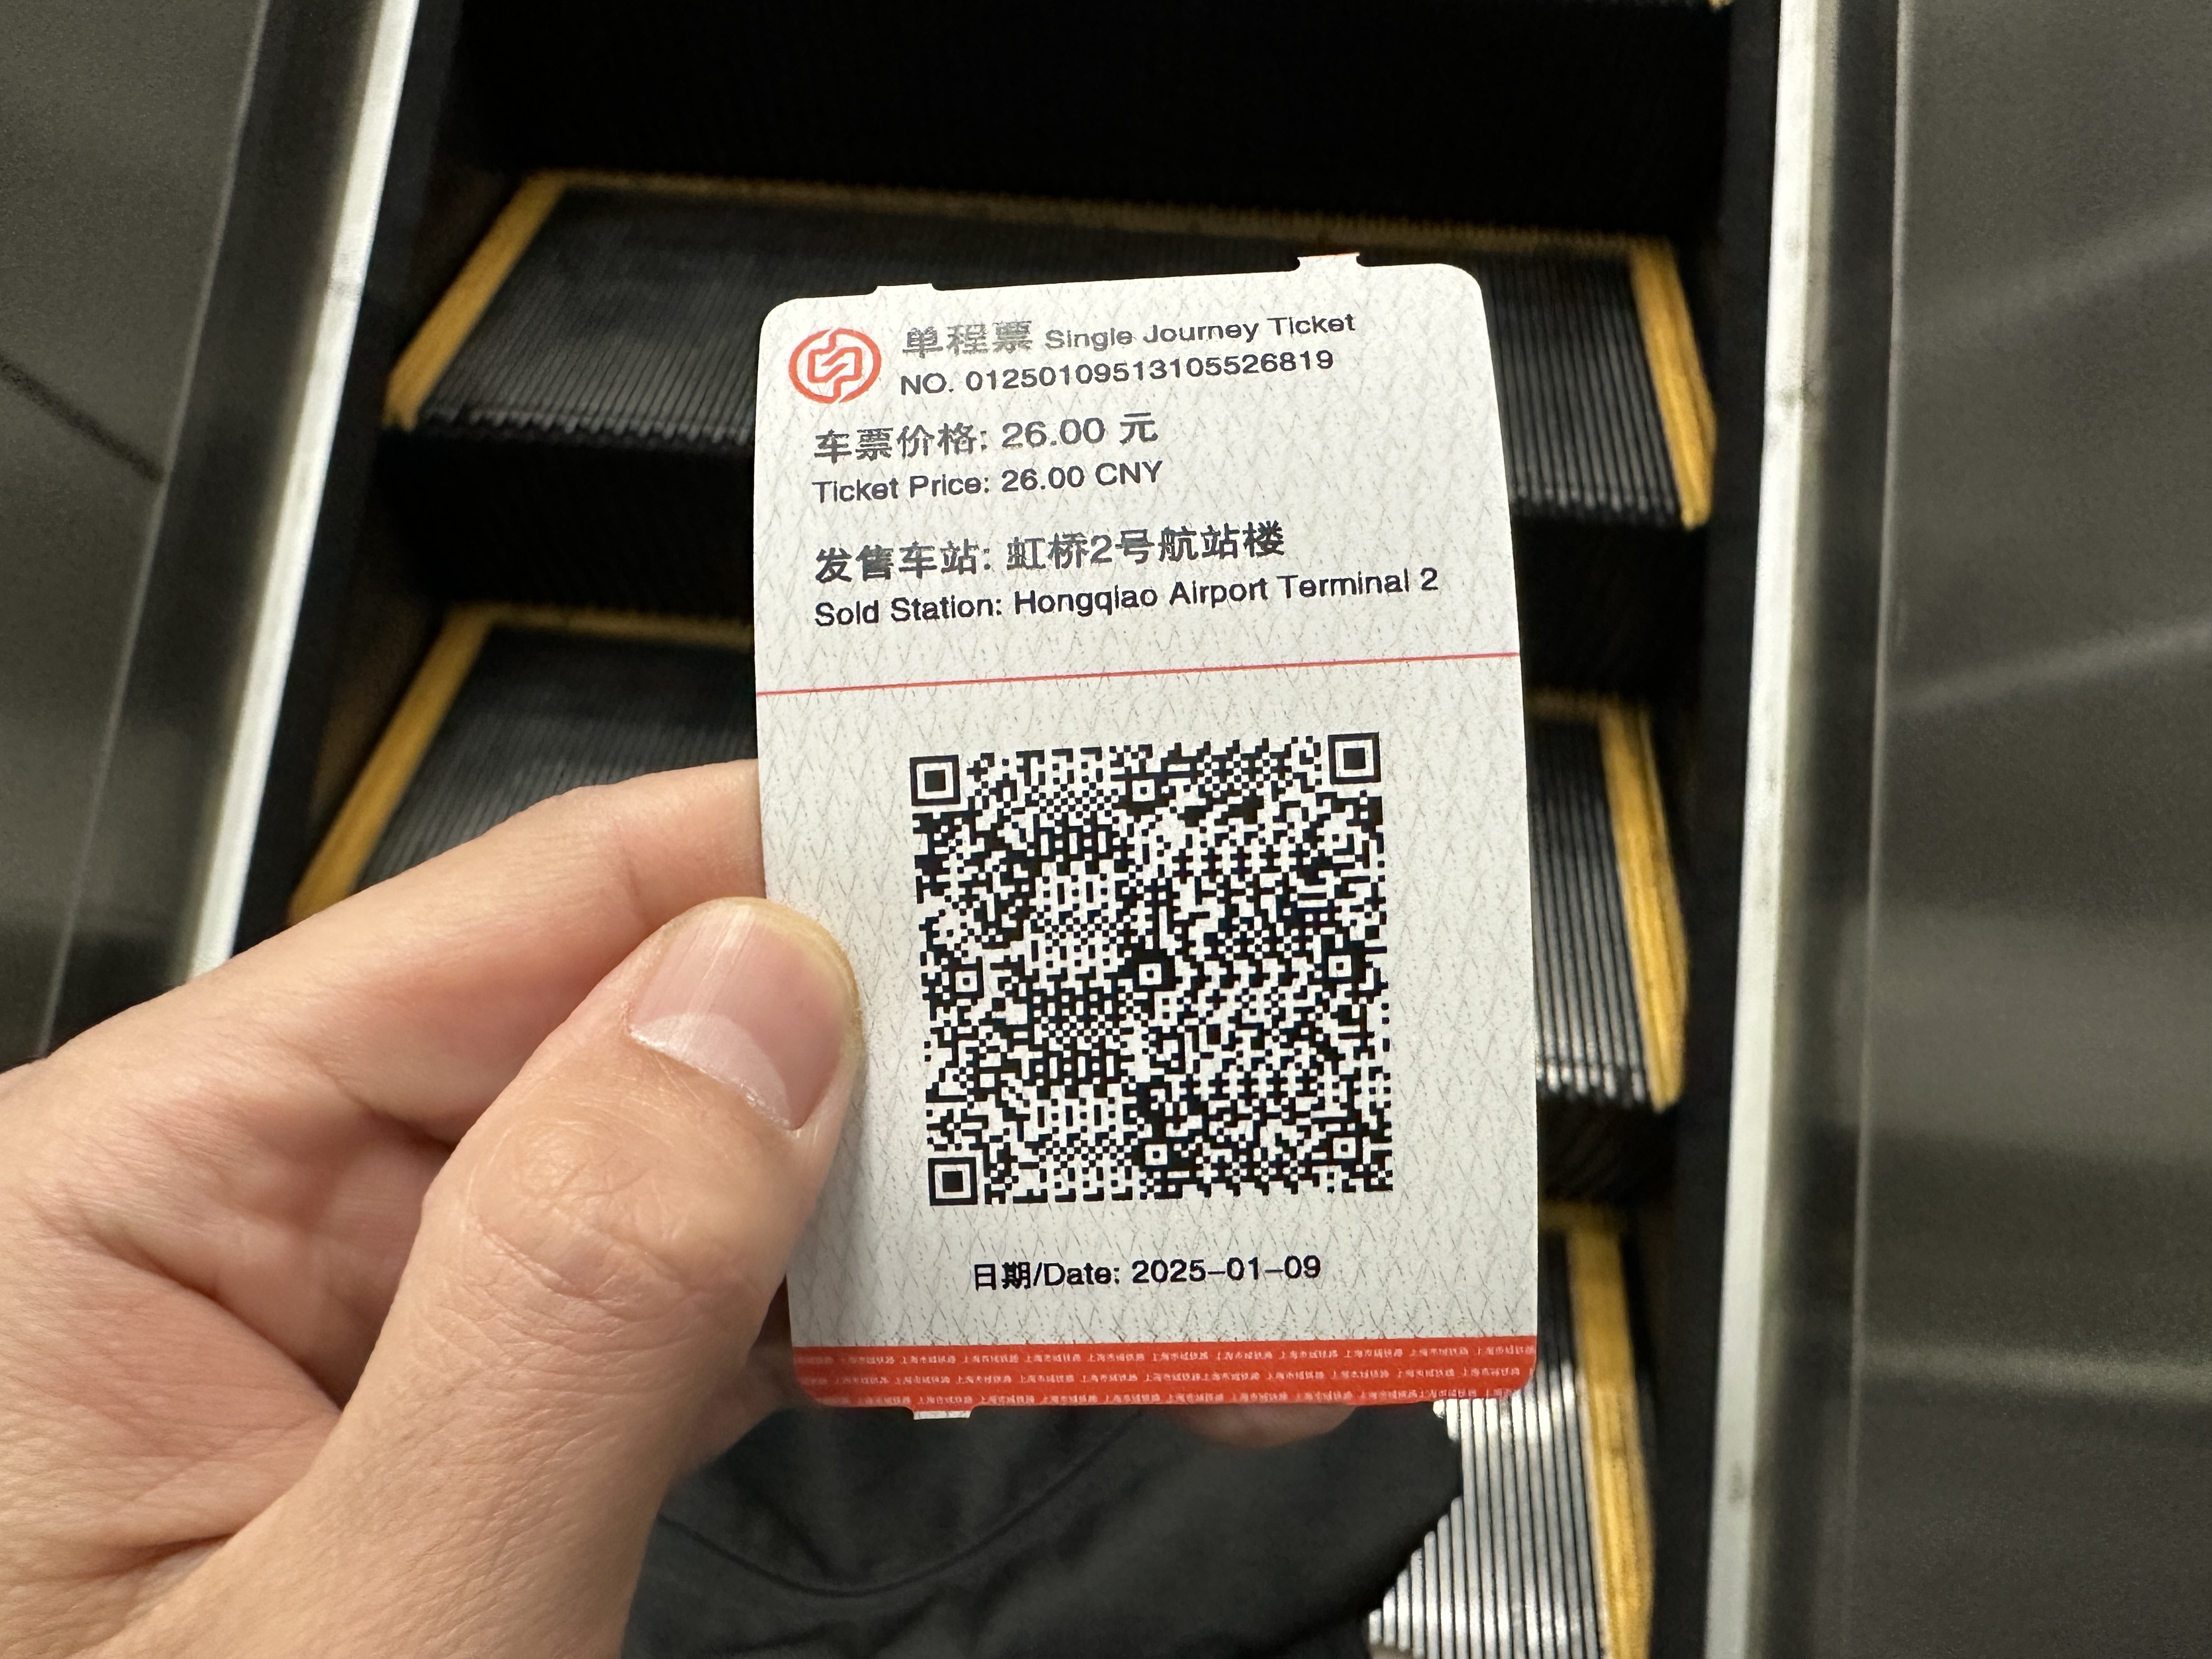 单程票 Single Journey Ticket
NO. 01250109513105526819
车票价格: 26.00 元
Ticket Price: 26.00 CNY
发售车站: 虹桥2号航站楼
Sold Station: Hongqiao Airport Terminal 2
日期/Date: 2025-01-09